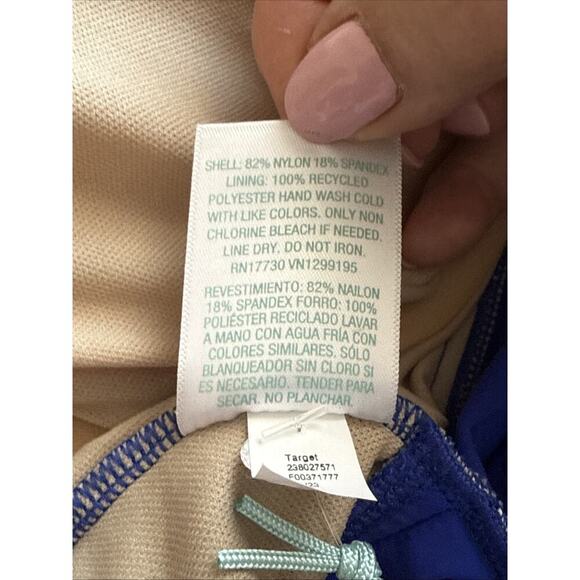 SHELL: 82% NYLON 18% SPANDEX
LINING: 100% RECYCLED
POLYESTER HAND WASH COLD
WITH LIKE COLORS. ONLY NON
CHLORINE BLEACH IF NEEDED.
LINE DRY. DO NOT IRON.
RN17730 VN1299195
REVESTIMIENTO: 82% NAILON
18% SPANDEX FORRO: 100%
POLIÉSTER RECICLADO LAVAR
A MANO CON AGUA FRÍA CON
COLORES SIMILARES. SÓLO
BLANQUEADOR SIN CLORO SI
ES NECESARIO. TENDER PARA
SECAR. NO PLANCHAR.
Target
238027571
F00371777